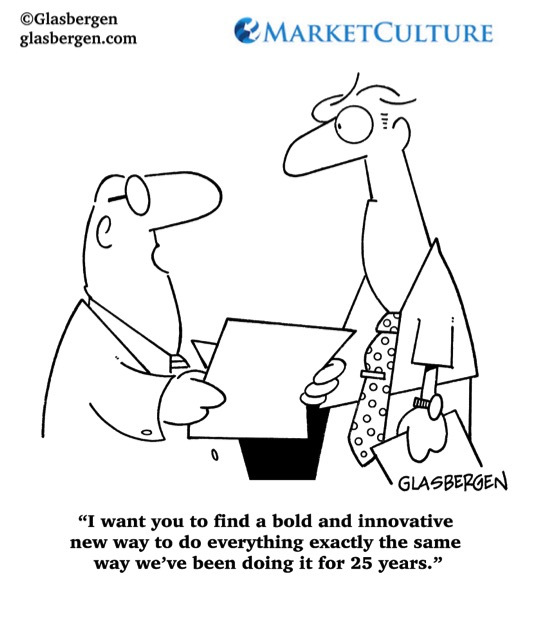 ©Glasbergen
glasbergen.com
MARKETCULTURE
GLASBERGEN
“I want you to find a bold and innovative
new way to do everything exactly the same
way we’ve been doing it for 25 years.”